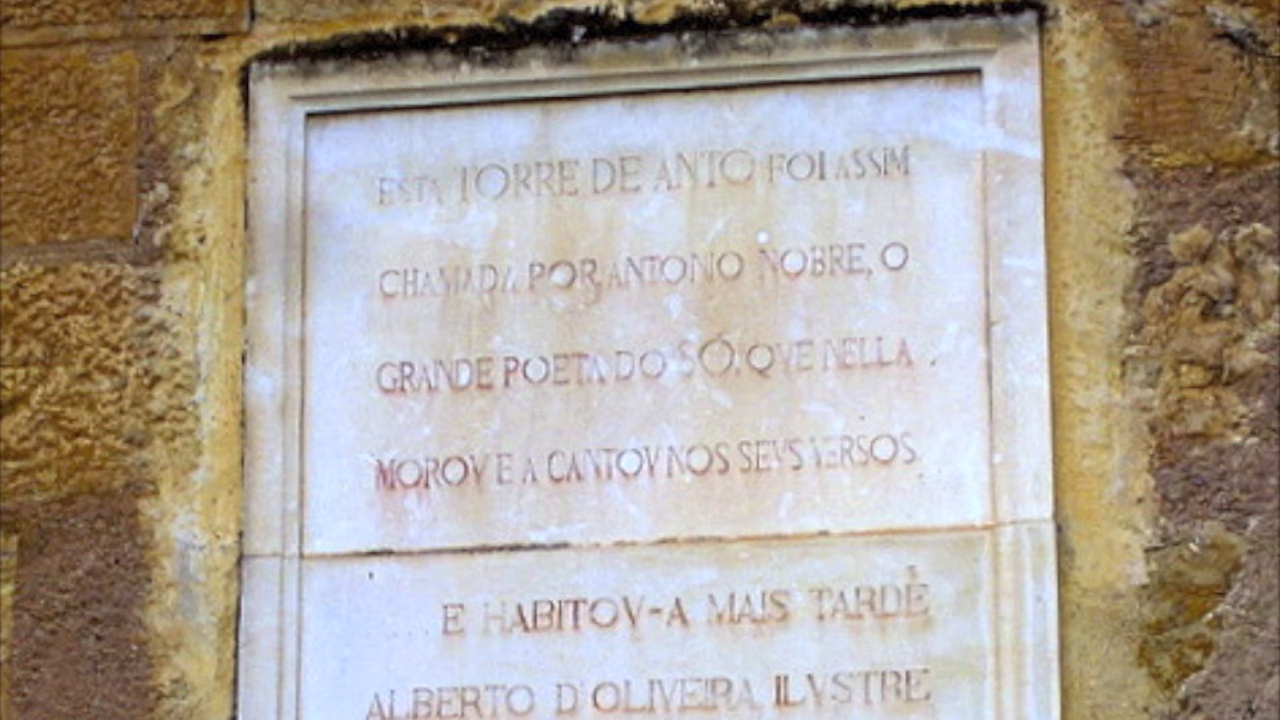 ESTA TORRE DE ANTO FOI ASSIM
CHAMADA POR ANTONIO NOBRE, O
GRANDE POETA DO SÓ. QVE NELLA
MOROV E A CANTOV NOS SEVS VERSOS
E HABITOV-A MAIS TARDE
ALBERTO D'OLIVEIRA, ILVSTRE